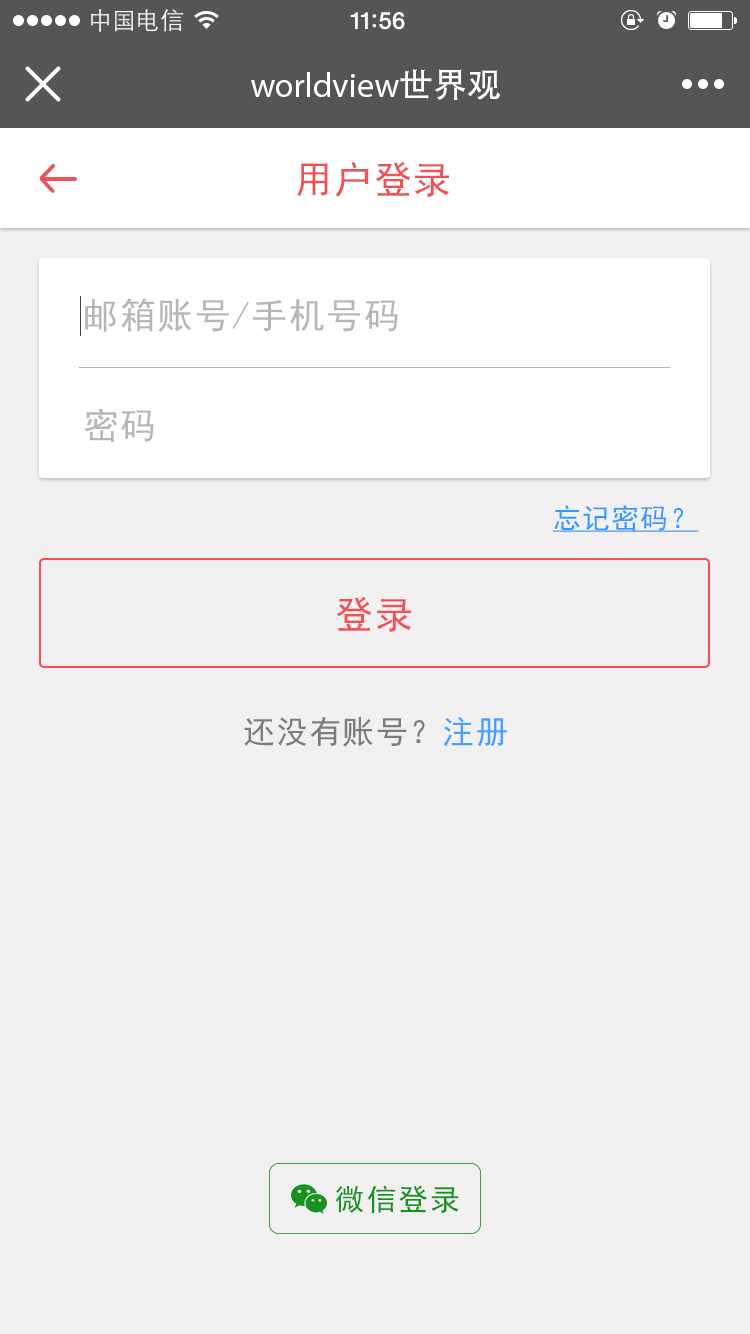 中国电信 11:56
worldview世界观
用户登录
邮箱账号/手机号码
密码
忘记密码?
登录
还没有账号? 注册
微信登录